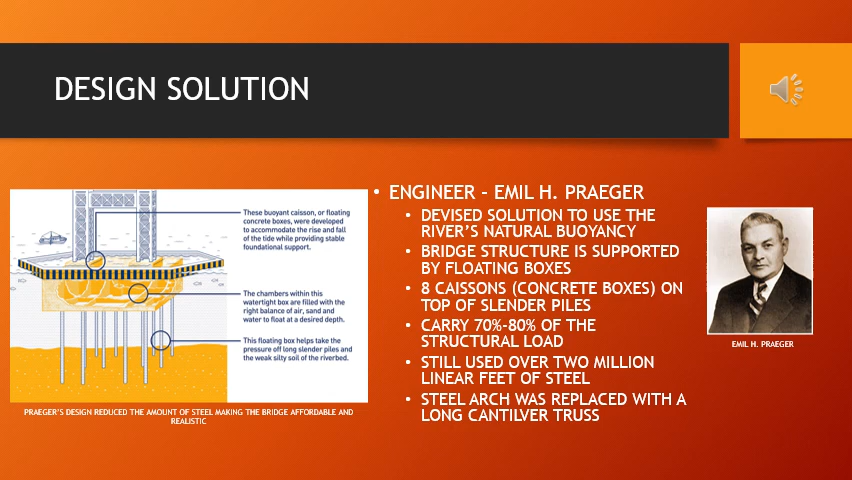 DESIGN SOLUTION
These buoyant caisson, or floating
concrete boxes, were developed
to accommodate the rise and fall
of the tide while providing stable
foundational support.
The chambers within this
watertight box are filled with the
right balance of air, sand and
water to float at a desired depth.
This floating box helps take the
pressure off long slender piles and
the weak silty soil of the riverbed.
PRAEGER'S DESIGN REDUCED THE AMOUNT OF STEEL MAKING THE BRIDGE AFFORDABLE AND
REALISTIC
• ENGINEER - EMIL H. PRAEGER
• DEVISED SOLUTION TO USE THE
RIVER'S NATURAL BUOYANCY
• BRIDGE STRUCTURE IS SUPPORTED
BY FLOATING BOXES
• 8 CAISSONS (CONCRETE BOXES) ON
TOP OF SLENDER PILES
• CARRY 70%-80% OF THE
STRUCTURAL LOAD
• STILL USED OVER TWO MILLION
LINEAR FEET OF STEEL
• STEEL ARCH WAS REPLACED WITH A
LONG CANTILVER TRUSS
EMIL H. PRAEGER